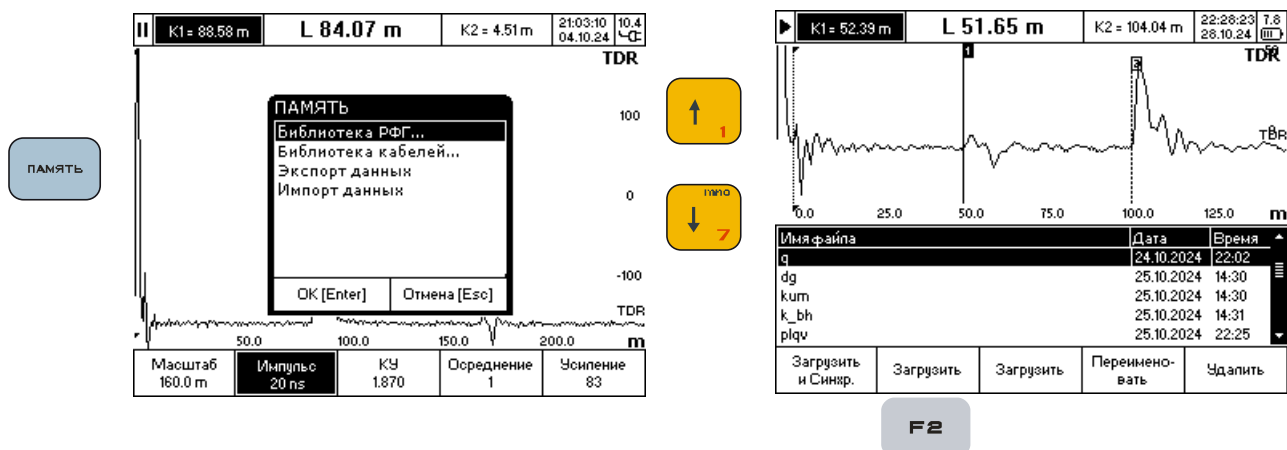 ПАМЯТЬ
K1 = 88.58 m
L 84.07 m
K2 = 4.51 m
21:03:10
04.10.24
10.4
TDR
100
0
-100
TDR
ПАМЯТЬ
Библиотека РФГ...
Библиотека кабелей...
Экспорт данных
Импорт данных
OK [Enter]
Отмена [Esc]
50.0
100.0
150.0
200.0
m
Масштаб
160.0 m
Импульс
20 ns
КУ
1.870
Осреднение
1
Усиление
83
1
мно
7
K1 = 52.39 m
L 51.65 m
K2 = 104.04 m
22:28:23
28.10.24
7.8
TDR
50
1
TDR
0.0
25.0
50.0
75.0
100.0
125.0
m
Имя файла Дата Время
q 24.10.2024 22:02
dg 25.10.2024 14:30
kum 25.10.2024 14:30
k_bh 25.10.2024 14:31
plqv 25.10.2024 22:25
Загрузить
и Синхр.
Загрузить
Загрузить
Переимено-
вать
Удалить
F2